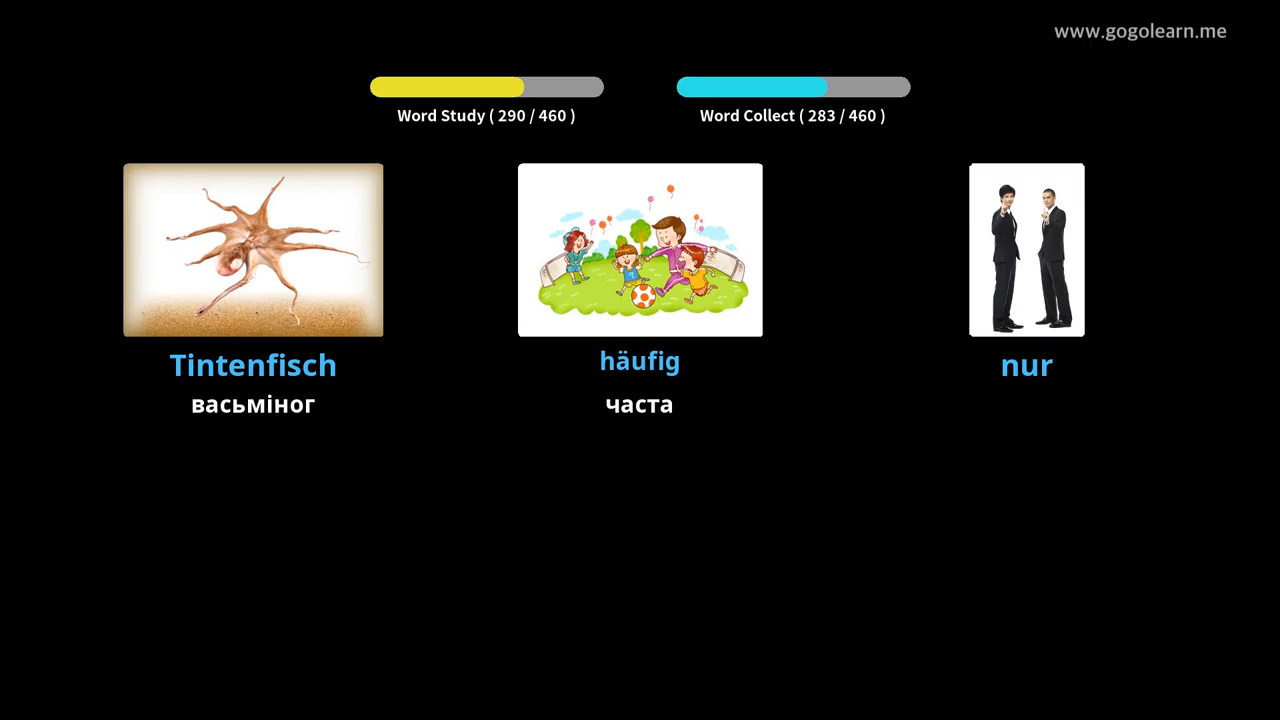 www.gogolearn.me
Word Study ( 290 / 460 )
Word Collect ( 283 / 460 )
Tintenfisch
васьміног
häufig
часта
nur